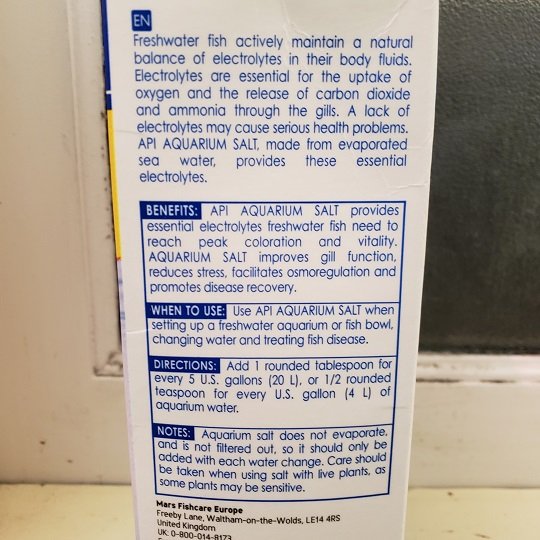 EN
Freshwater fish actively maintain a natural
balance of electrolytes in their body fluids.
Electrolytes are essential for the uptake of
oxygen and the release of carbon dioxide
and ammonia through the gills. A lack of
electrolytes may cause serious health problems.
API AQUARIUM SALT, made from evaporated
sea water, provides these essential
electrolytes.
BENEFITS: API AQUARIUM SALT provides
essential electrolytes freshwater fish need to
reach peak coloration and vitality.
AQUARIUM SALT improves gill function,
reduces stress, facilitates osmoregulation and
promotes disease recovery.
WHEN TO USE: Use API AQUARIUM SALT when
setting up a freshwater aquarium or fish bowl,
changing water and treating fish disease.
DIRECTIONS: Add 1 rounded tablespoon for
every 5 U.S. gallons (20 L), or 1/2 rounded
teaspoon for every U.S. gallon (4 L) of
aquarium water.
NOTES: Aquarium salt does not evaporate,
and is not filtered out, so it should only be
added with each water change. Care should
be taken when using salt with live plants, as
some plants may be sensitive.
Mars Fishcare Europe
Freeby Lane, Waltham-on-the-Wolds, LE14 4RS
United Kingdom
UK: 0-800-014-8173